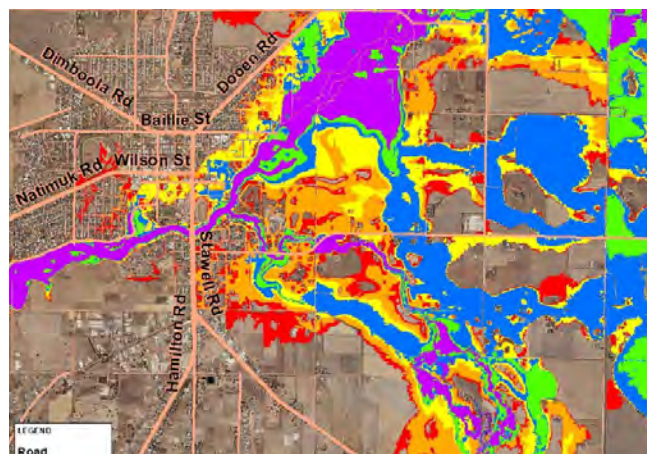 Dimboola Rd
Dooen Rd
Baillie St
Wilson St
Natimuk Rd
Stawell Rd
Hamilton Rd
LEGEND
Road